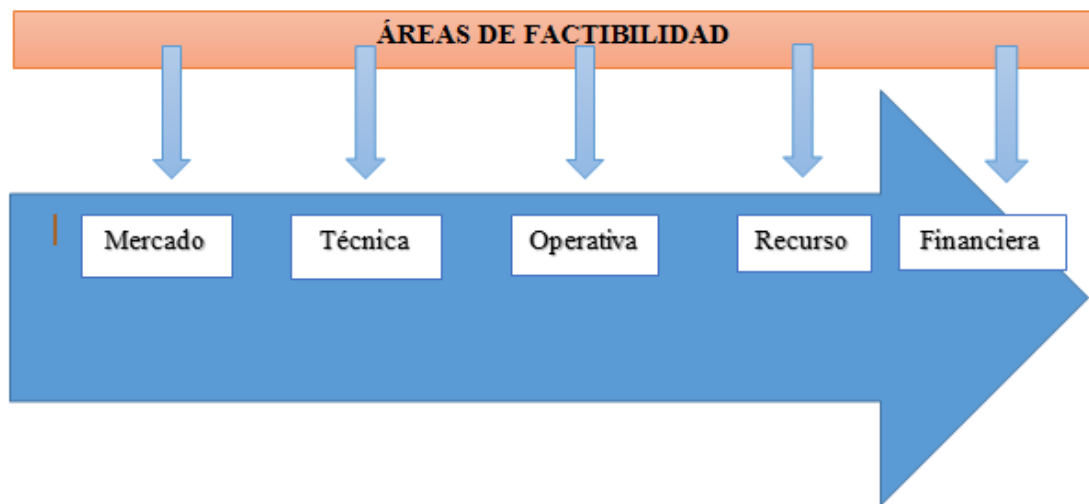 ÁREAS DE FACTIBILIDAD
Mercado
Técnica
Operativa
Recurso
Financiera